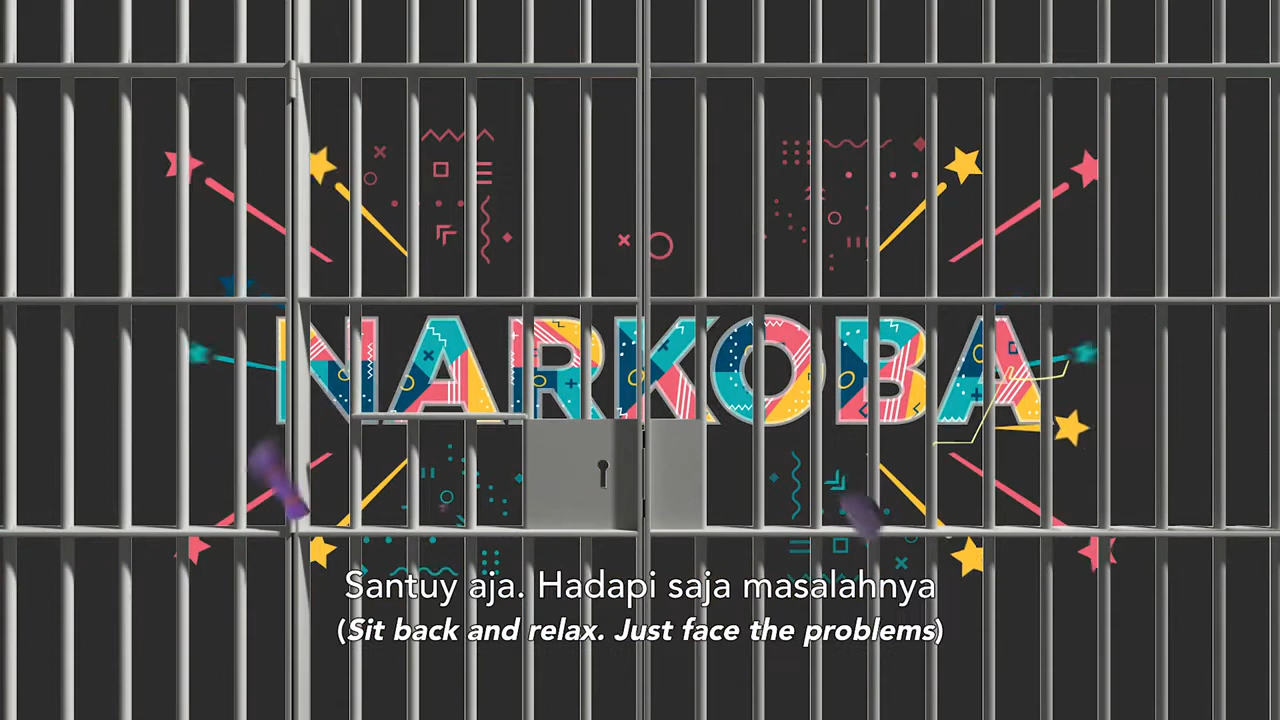 NARKOBA
Santuy aja. Hadapi saja masalahnya
(Sit back and relax. Just face the problems)